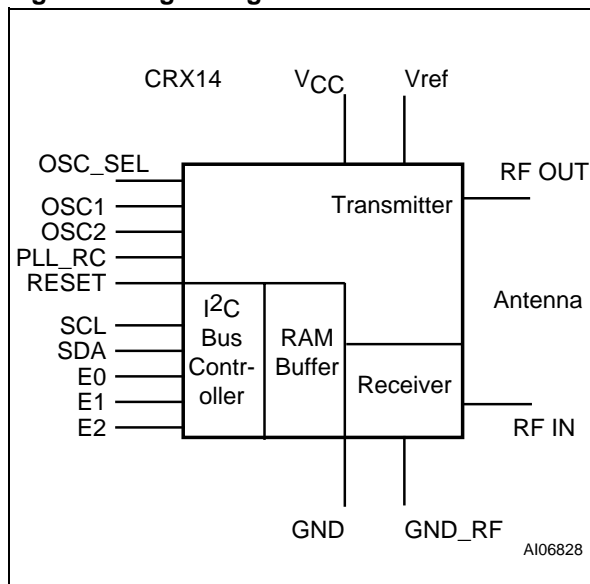 CRX14
VCC
Vref
OSC_SEL
OSC1
OSC2
PLL_RC
RESET
SCL
SDA
E0
E1
E2
I2C
Bus
Contr-
oller
RAM
Buffer
Transmitter
Receiver
RF OUT
Antenna
RF IN
GND
GND_RF
AI06828